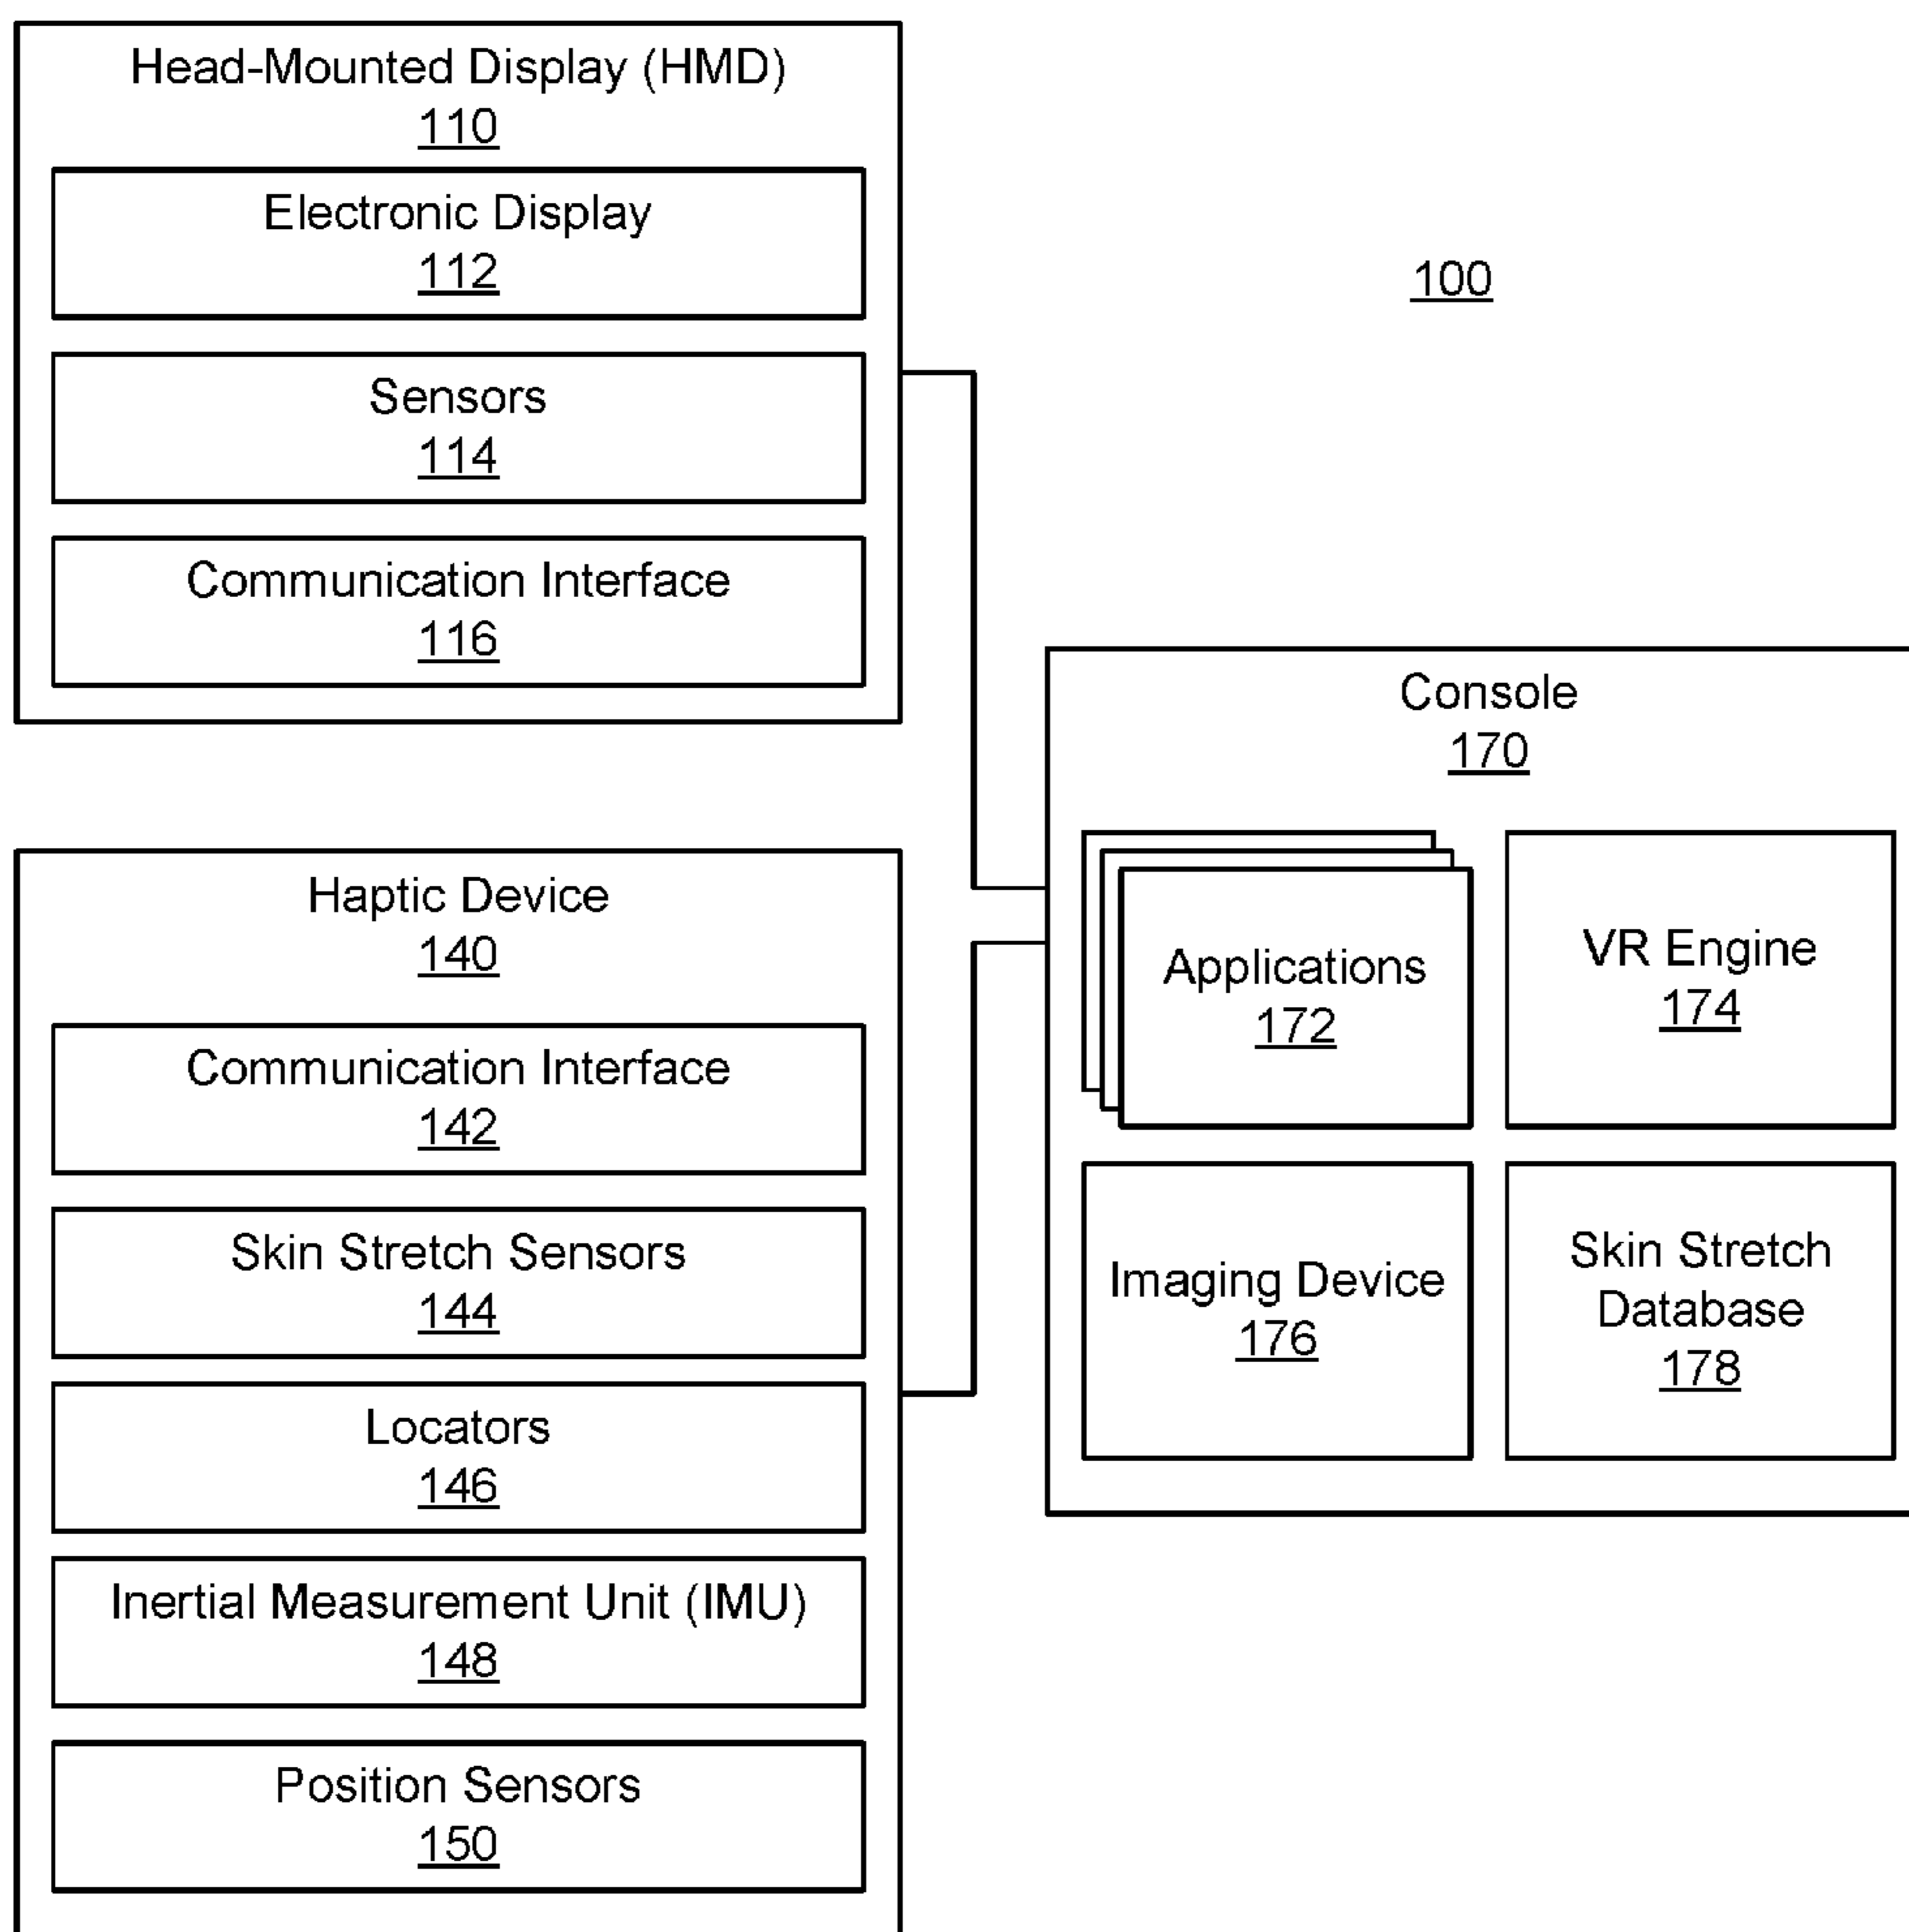 Head-Mounted Display (HMD)
110
Electronic Display
112
Sensors
114
Communication Interface
116
100
Haptic Device
140
Communication Interface
142
Skin Stretch Sensors
144
Locators
146
Inertial Measurement Unit (IMU)
148
Position Sensors
150
Console
170
Applications
172
VR Engine
174
Imaging Device
176
Skin Stretch
Database
178